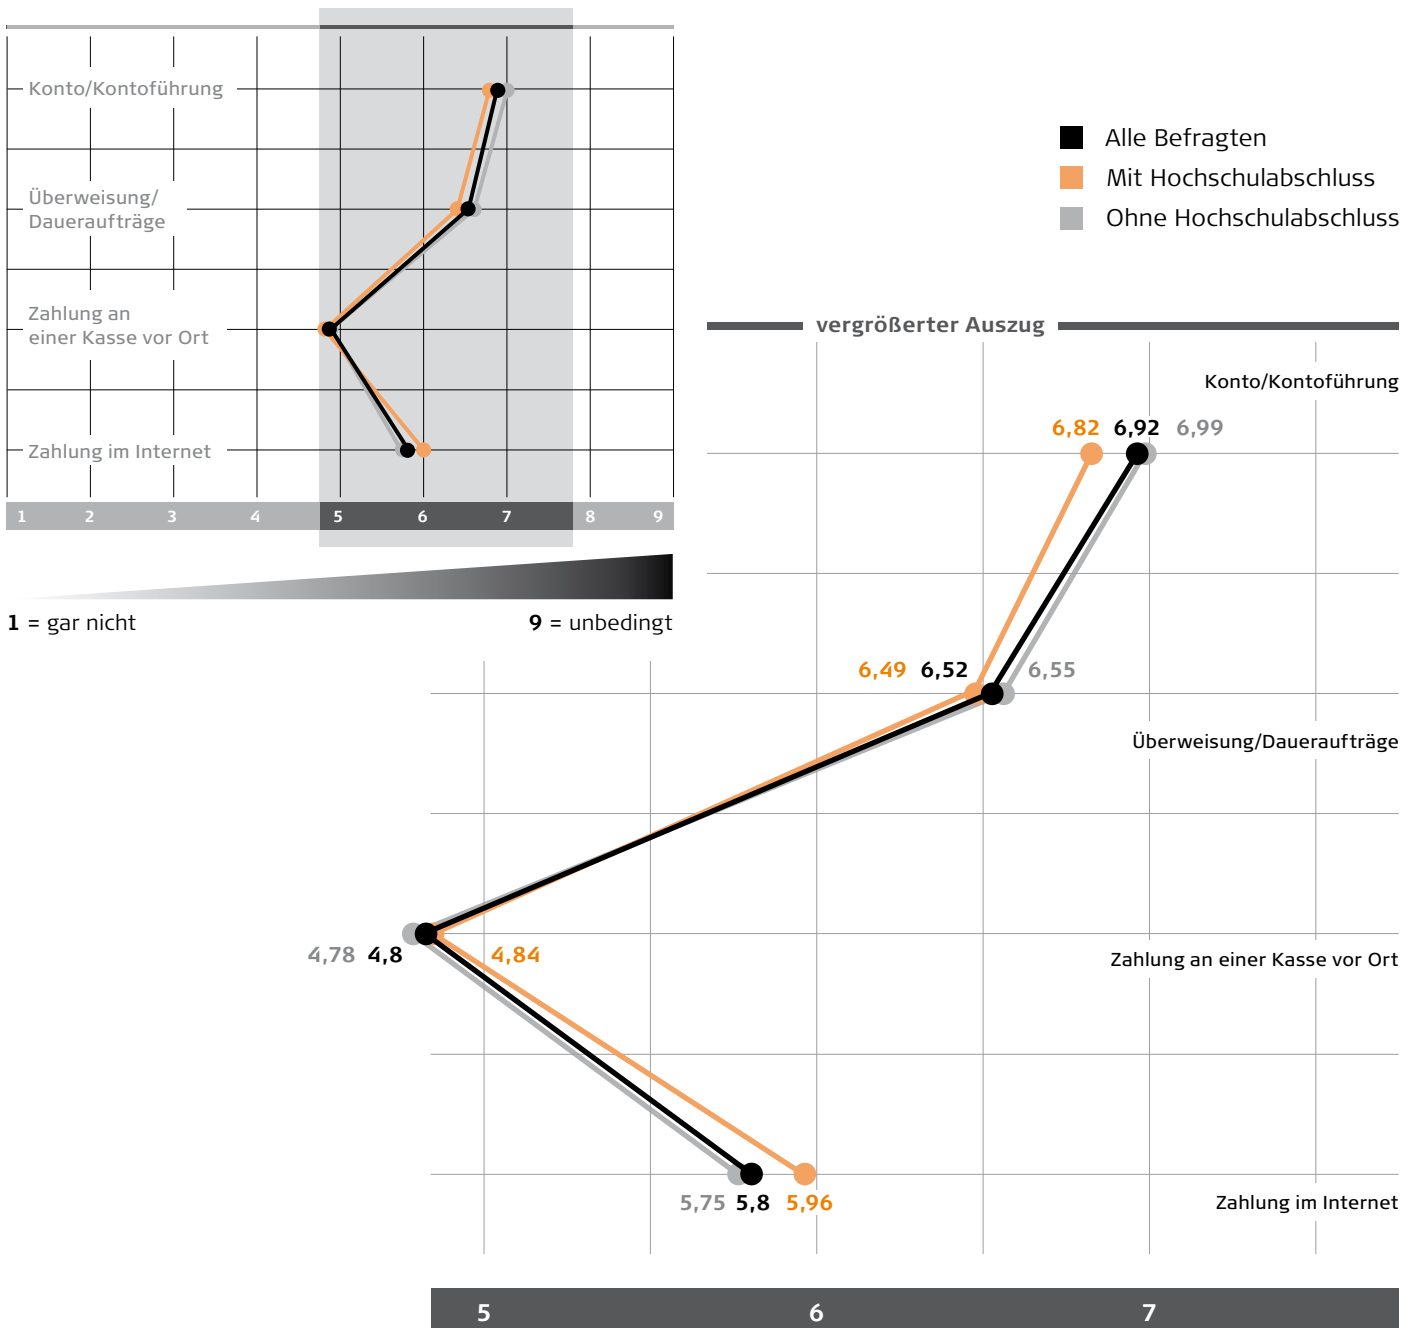 Konto/Kontoführung
Überweisung/
Daueraufträge
Zahlung an
einer Kasse vor Ort
Zahlung im Internet
1 2 3 4 5 6 7 8 9
1 = gar nicht
9 = unbedingt
Alle Befragten
Mit Hochschulabschluss
Ohne Hochschulabschluss
vergrößerter Auszug
Konto/Kontoführung
6,82 6,92 6,99
6,49 6,52 6,55
Überweisung/Daueraufträge
4,78 4,8 4,84
Zahlung an einer Kasse vor Ort
5,75 5,8 5,96
Zahlung im Internet
5 6 7